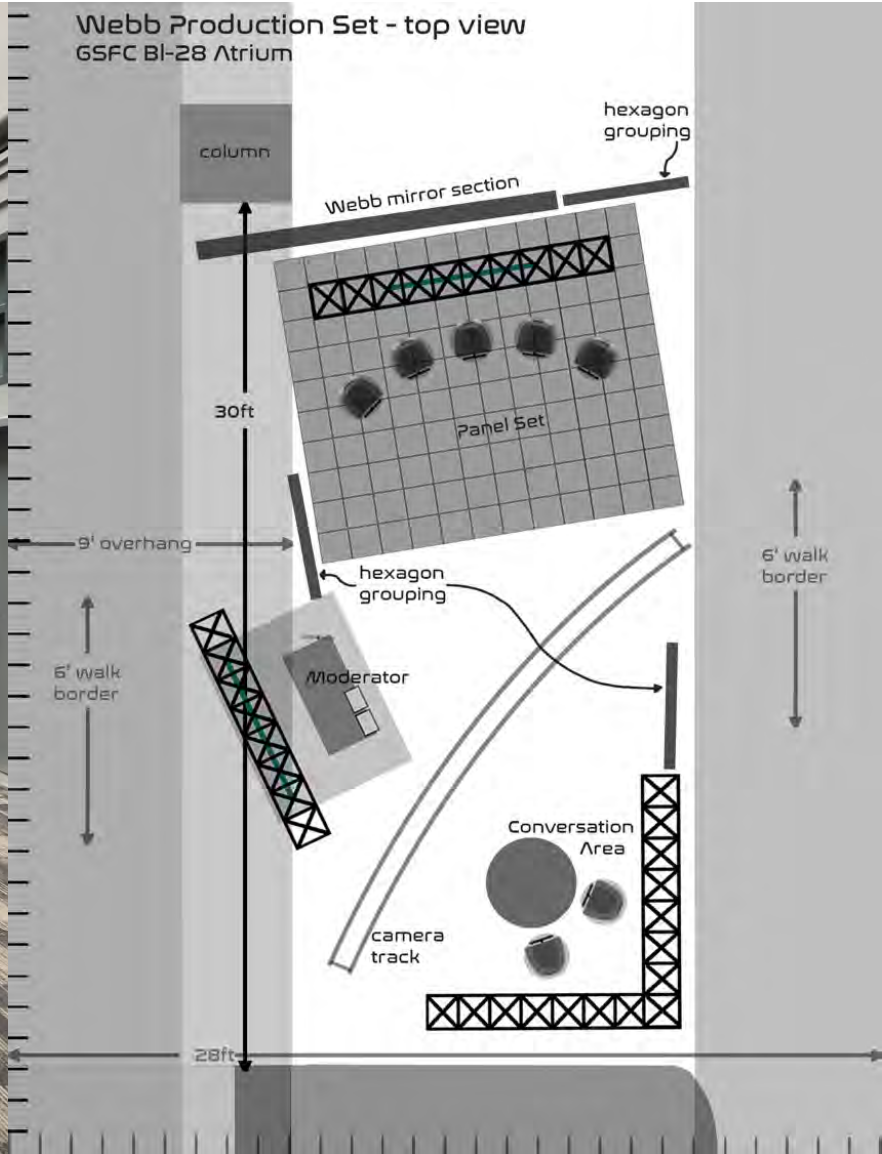 Webb Production Set - top view
GSFC Bl-28 Atrium
hexagon
grouping
column
Webb mirror section
30ft
Panel Set
9' overhang
6' walk
border
hexagon
grouping
6' walk
border
Moderator
Conversation
Area
camera
track
28ft